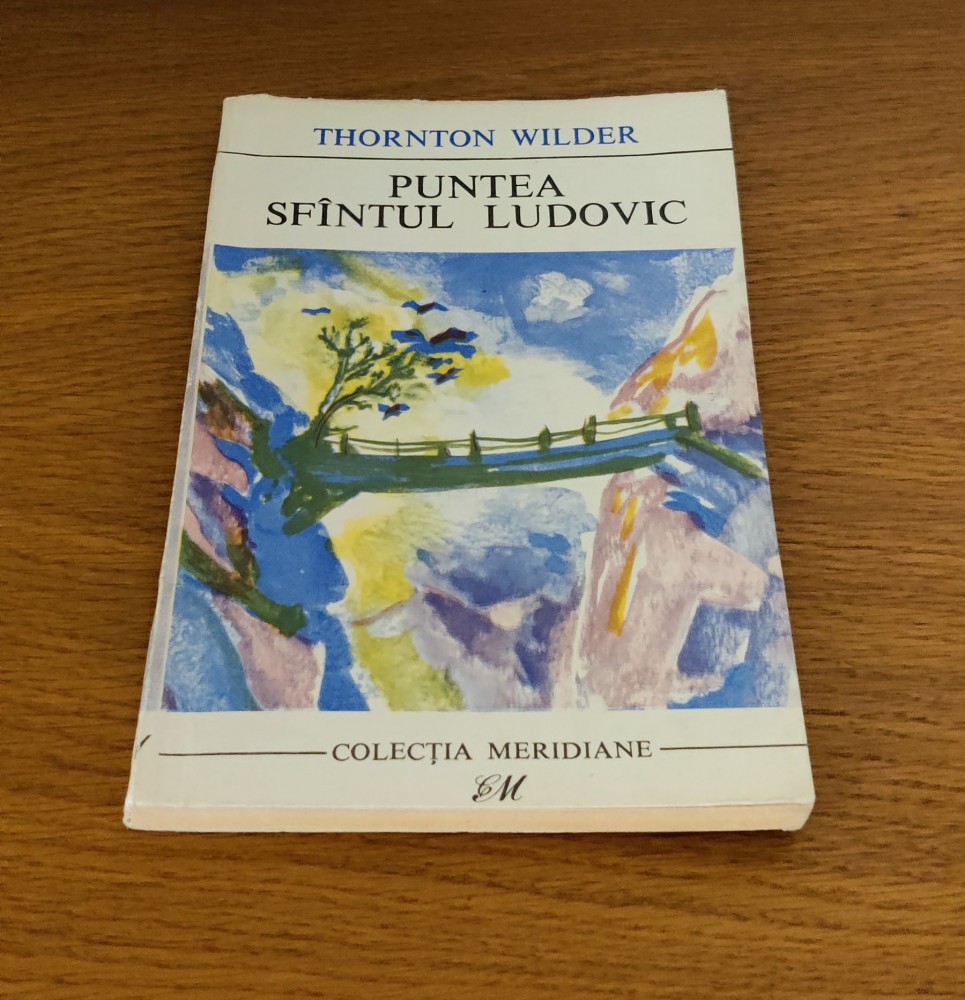 THORNTON WILDER
PUNTEA
SFÎNTUL LUDOVIC
COLECȚIA MERIDIANE
CM